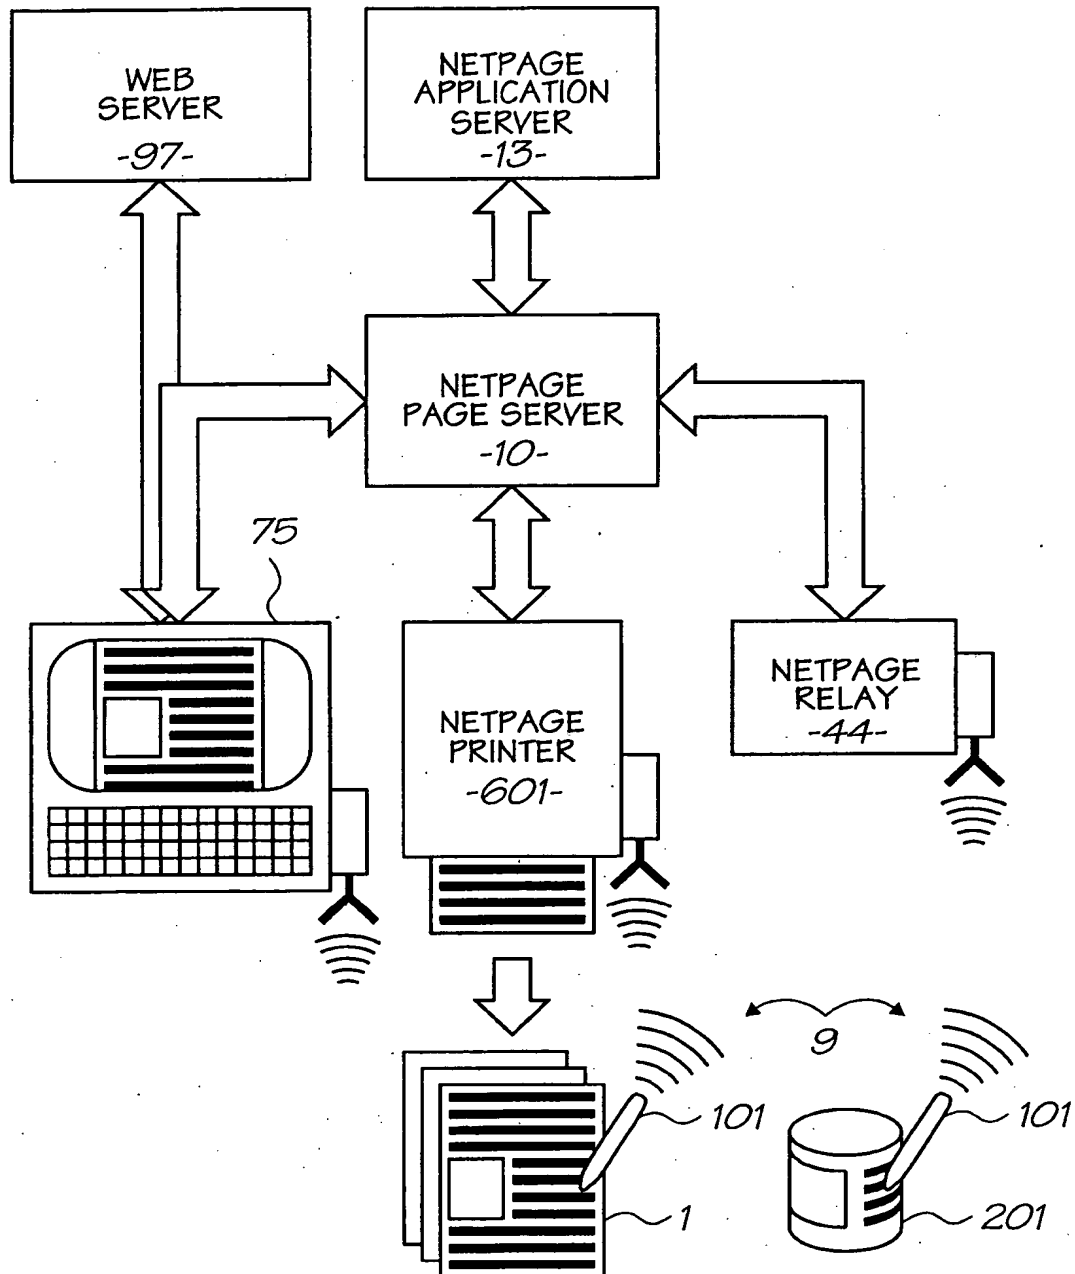 WEB
SERVER
-97-
NETPAGE
APPLICATION
SERVER
-13-
NETPAGE
PAGE SERVER
-10-
75
NETPAGE
PRINTER
-601-
NETPAGE
RELAY
-44-
9
101
101
1
201